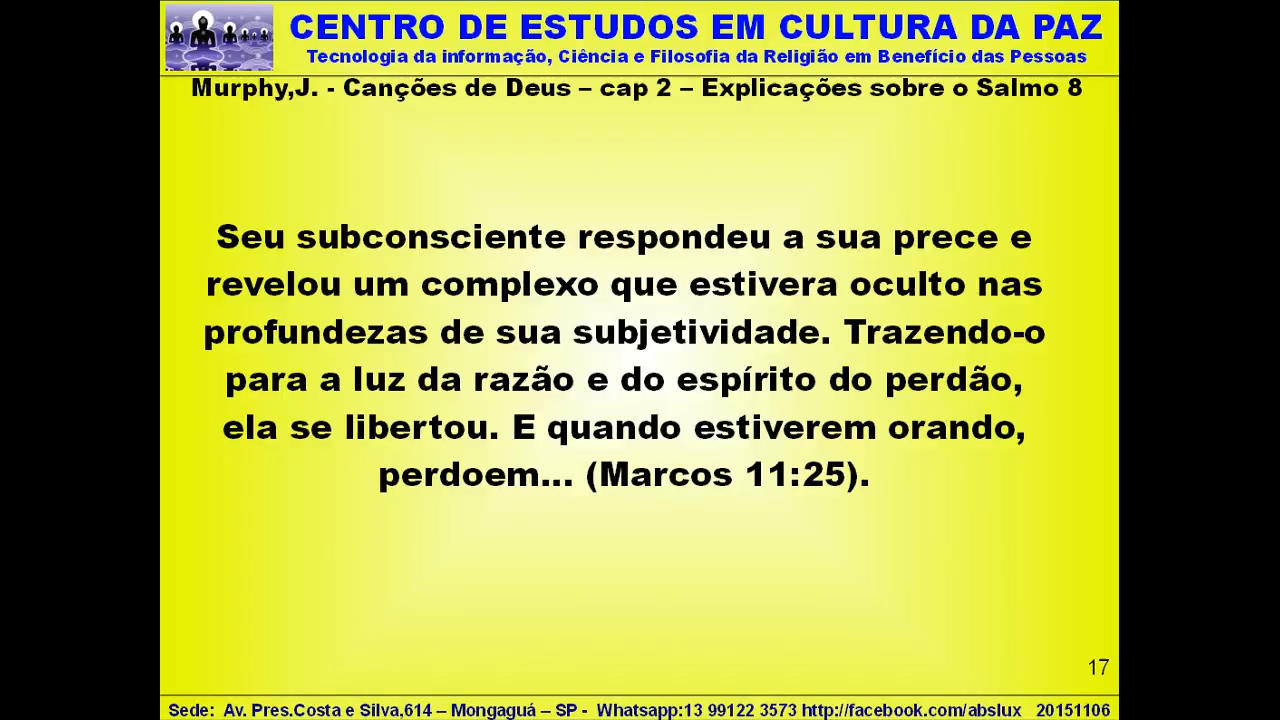 CENTRO DE ESTUDOS EM CULTURA DA PAZ
Tecnologia da informação, Ciência e Filosofia da Religião em Benefício das Pessoas
Murphy,J. - Canções de Deus – cap 2 – Explicações sobre o Salmo 8
Seu subconsciente respondeu a sua prece e
revelou um complexo que estivera oculto nas
profundezas de sua subjetividade. Trazendo-o
para a luz da razão e do espírito do perdão,
ela se libertou. E quando estiverem orando,
perdoem... (Marcos 11:25).
17
Sede: Av. Pres.Costa e Silva,614 – Mongaguá – SP - Whatsapp:13 99122 3573 http://facebook.com/abslux 20151106